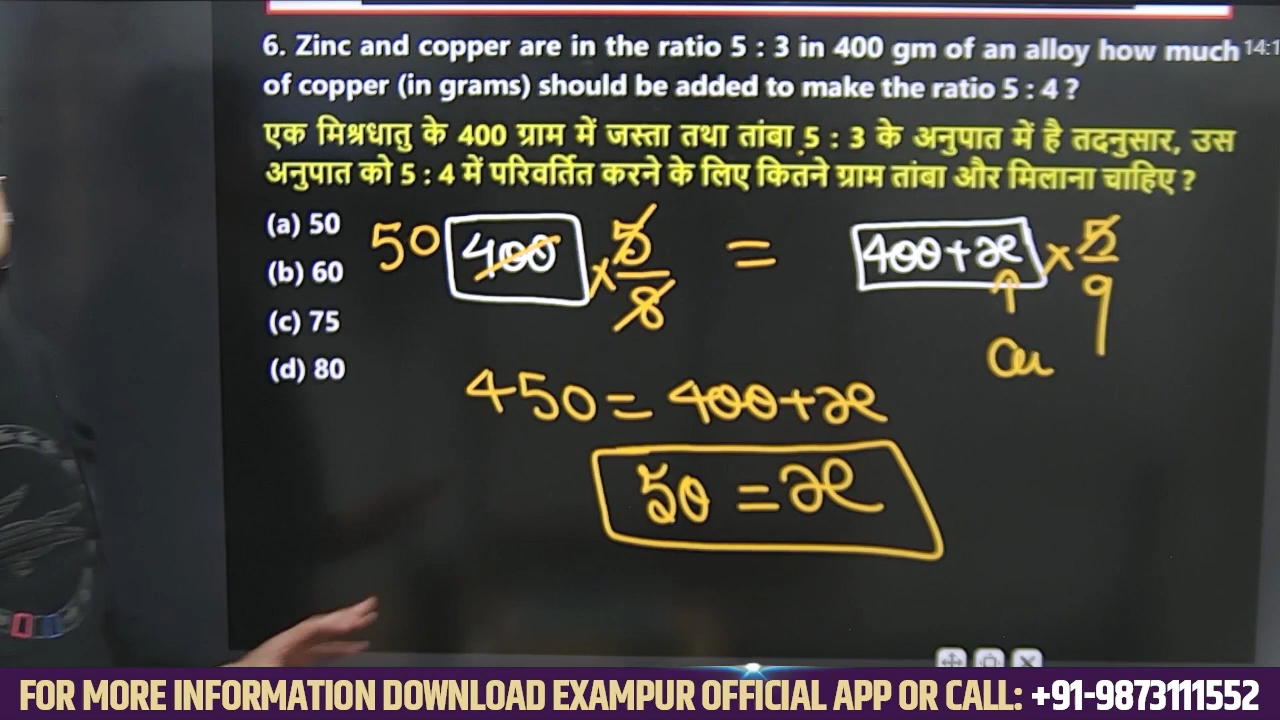 6. Zinc and copper are in the ratio 5 : 3 in 400 gm of an alloy how much 14:1
of copper (in grams) should be added to make the ratio 5 : 4 ?
एक मिश्रधातु के 400 ग्राम में जस्ता तथा तांबा 5 : 3 के अनुपात में है तदनुसार, उस
अनुपात को 5 : 4 में परिवर्तित करने के लिए कितने ग्राम तांबा और मिलाना चाहिए ?
(a) 50
(b) 60
(c) 75
(d) 80
50 400 × 5/8 = 400+x × 5/9
Cu
450 = 400+x
50 = x
FOR MORE INFORMATION DOWNLOAD EXAMPUR OFFICIAL APP OR CALL: +91-9873111552